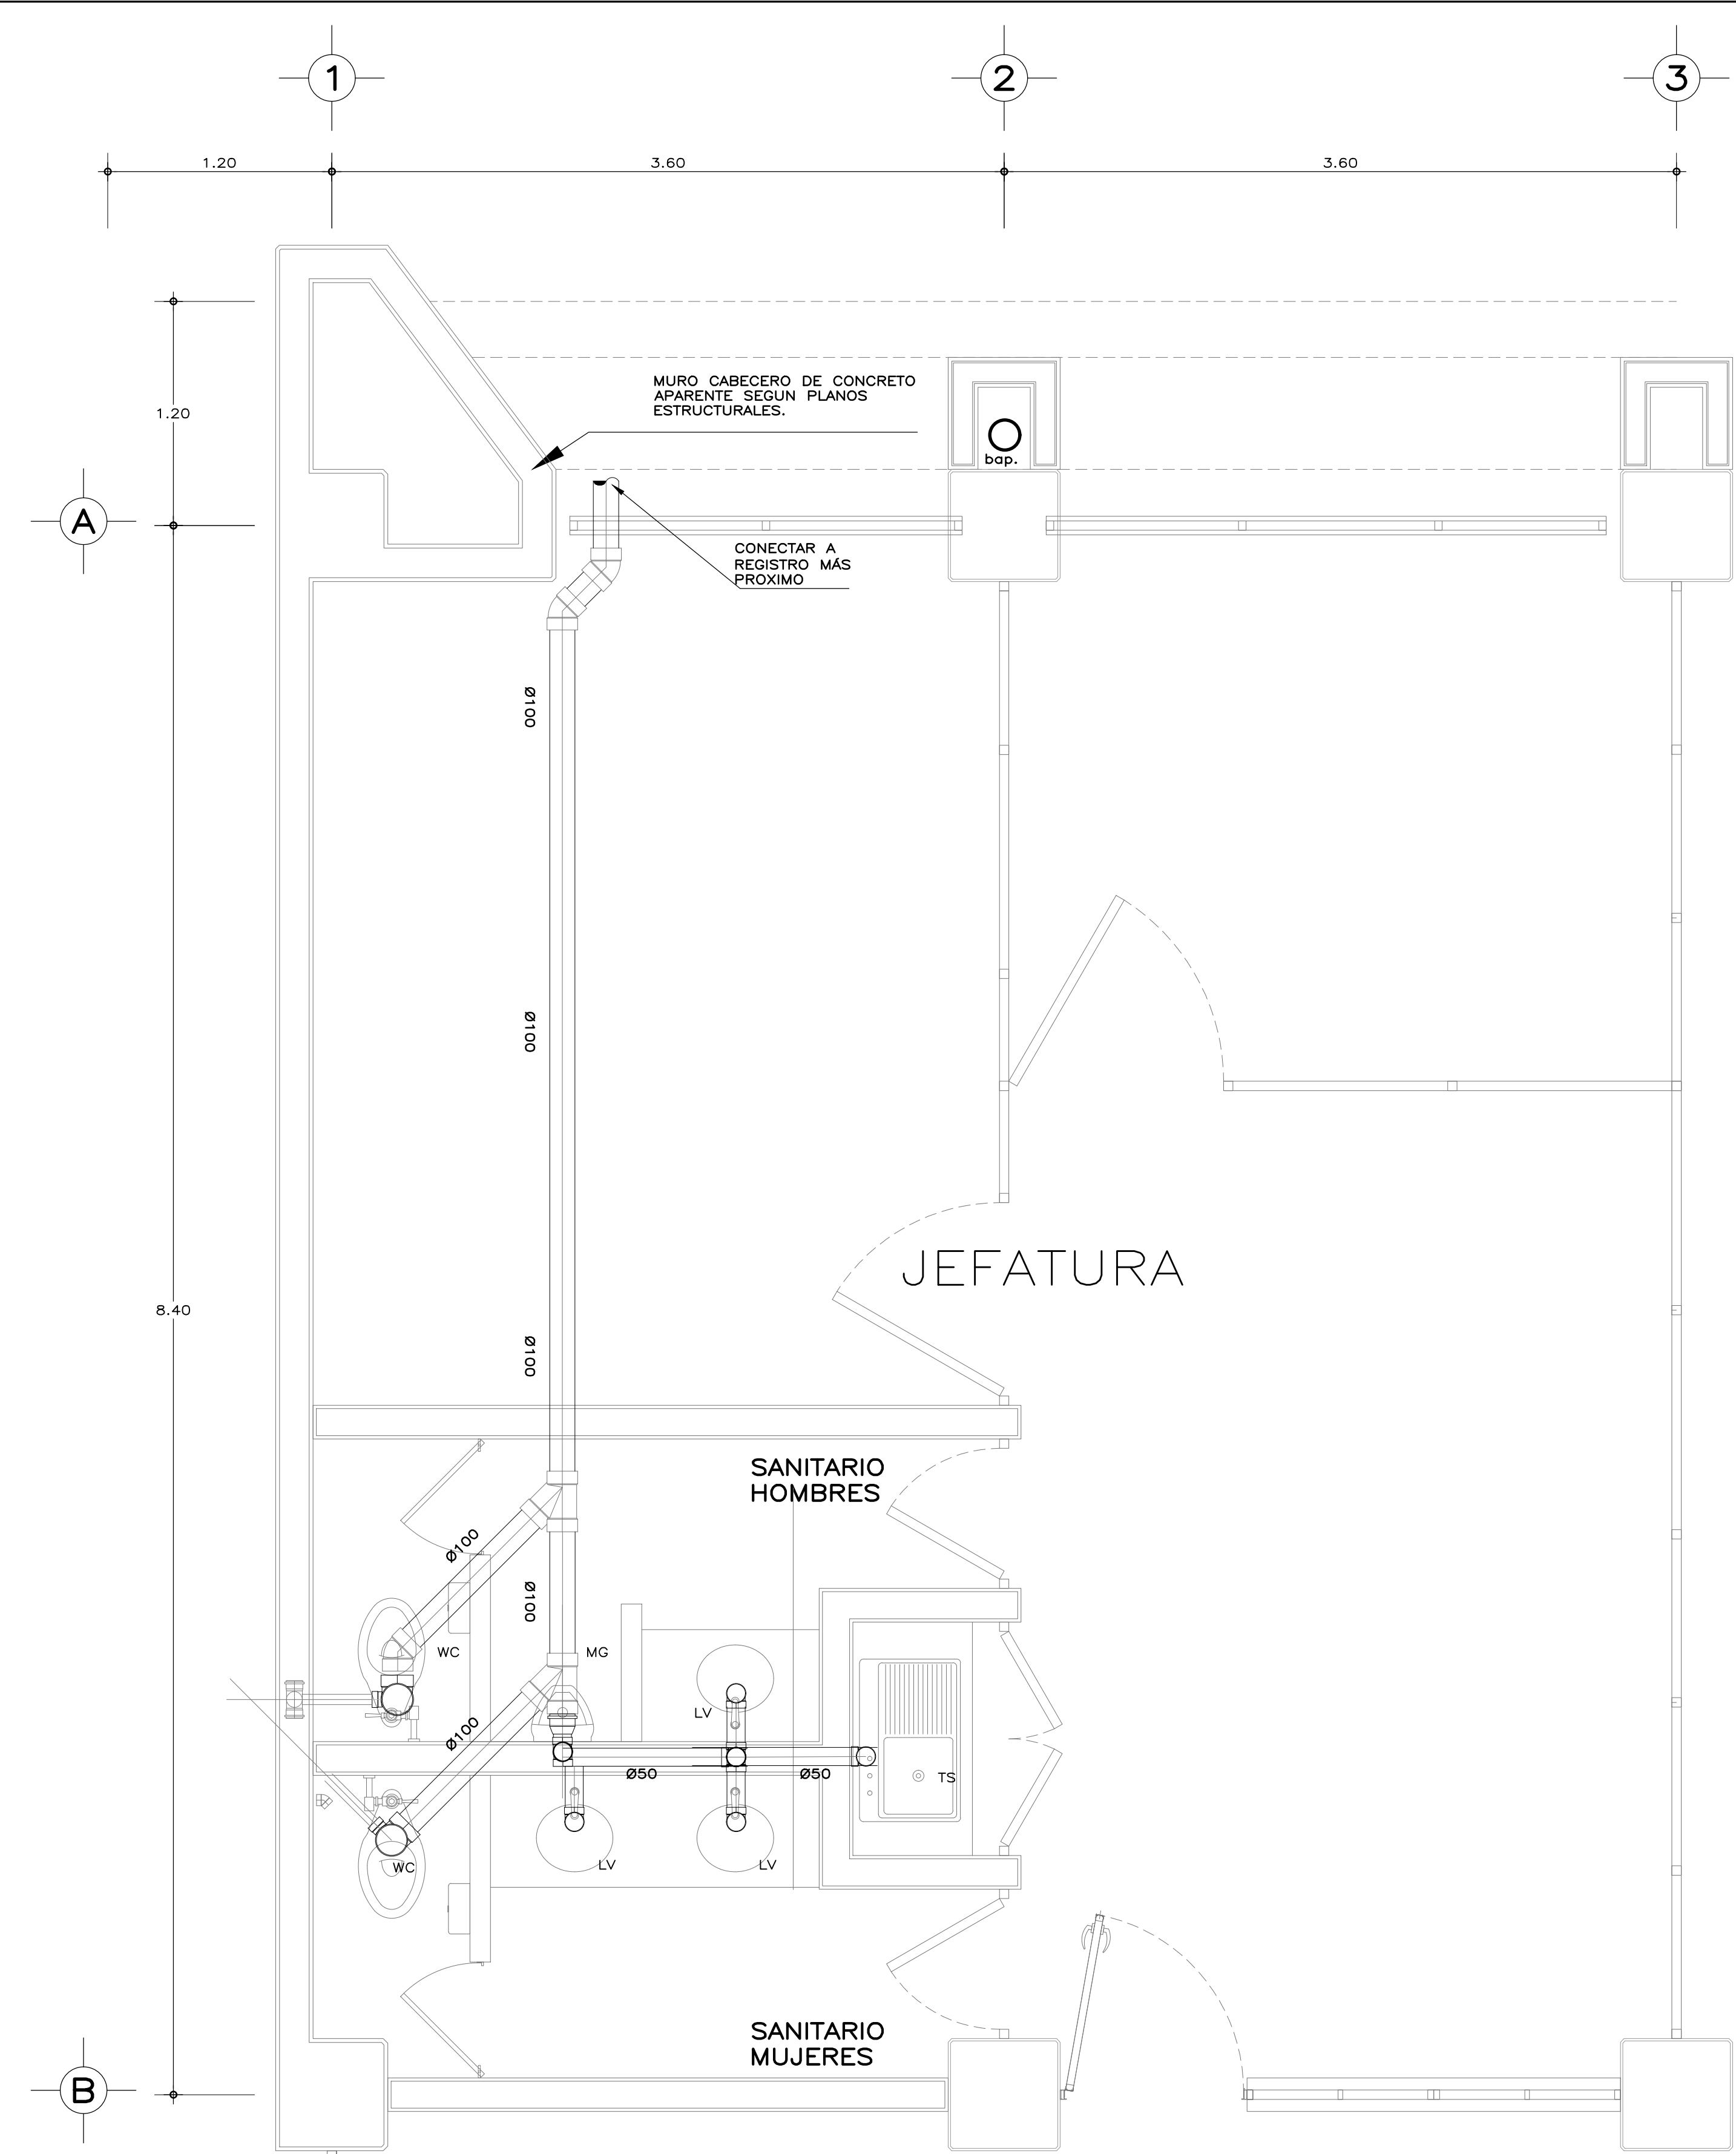 1
2
3
1.20
3.60
3.60
MURO CABECERO DE CONCRETO
APARENTE SEGUN PLANOS
ESTRUCTURALES.
1.20
bap.
A
CONECTAR A
REGISTRO MÁS
PROXIMO
Ø100
Ø100
JEFATURA
8.40
Ø100
SANITARIO
HOMBRES
Ø100
Ø100
WC
MG
LV
Ø100
Ø50
Ø50
TS
WC
LV
LV
SANITARIO
MUJERES
B